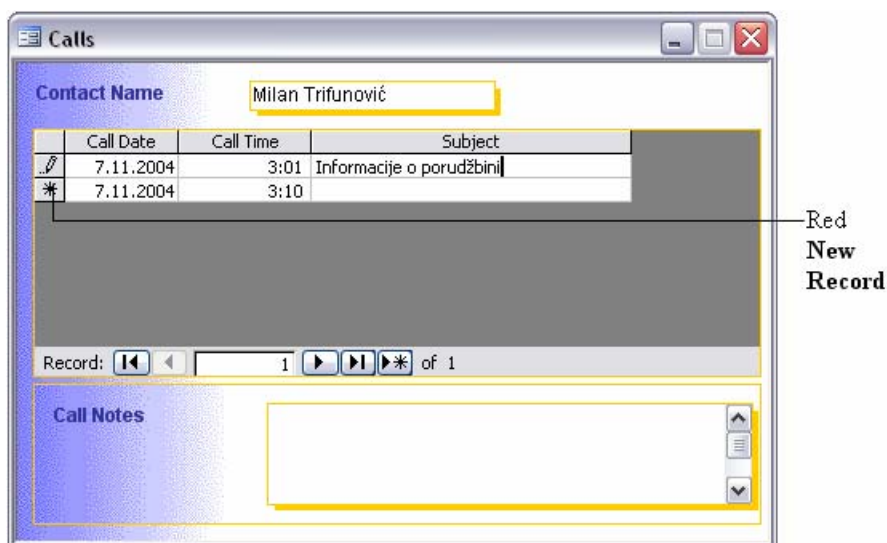 Calls
Contact Name Milan Trifunović
Call Date Call Time Subject
7.11.2004 3:01 Informacije o porudžbini
7.11.2004 3:10
Red
New
Record
Record: 1 of 1
Call Notes